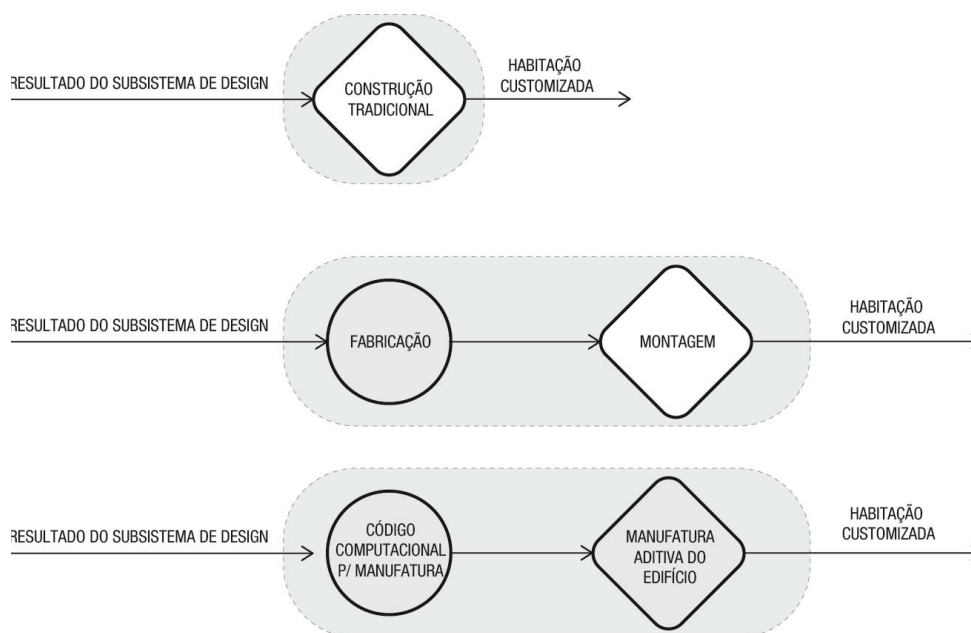 RESULTADO DO SUBSISTEMA DE DESIGN
CONSTRUÇÃO
TRADICIONAL
HABITAÇÃO
CUSTOMIZADA
RESULTADO DO SUBSISTEMA DE DESIGN
FABRICAÇÃO
MONTAGEM
HABITAÇÃO
CUSTOMIZADA
RESULTADO DO SUBSISTEMA DE DESIGN
CÓDIGO
COMPUTACIONAL
P/ MANUFATURA
MANUFATURA
ADITIVA DO
EDIFÍCIO
HABITAÇÃO
CUSTOMIZADA